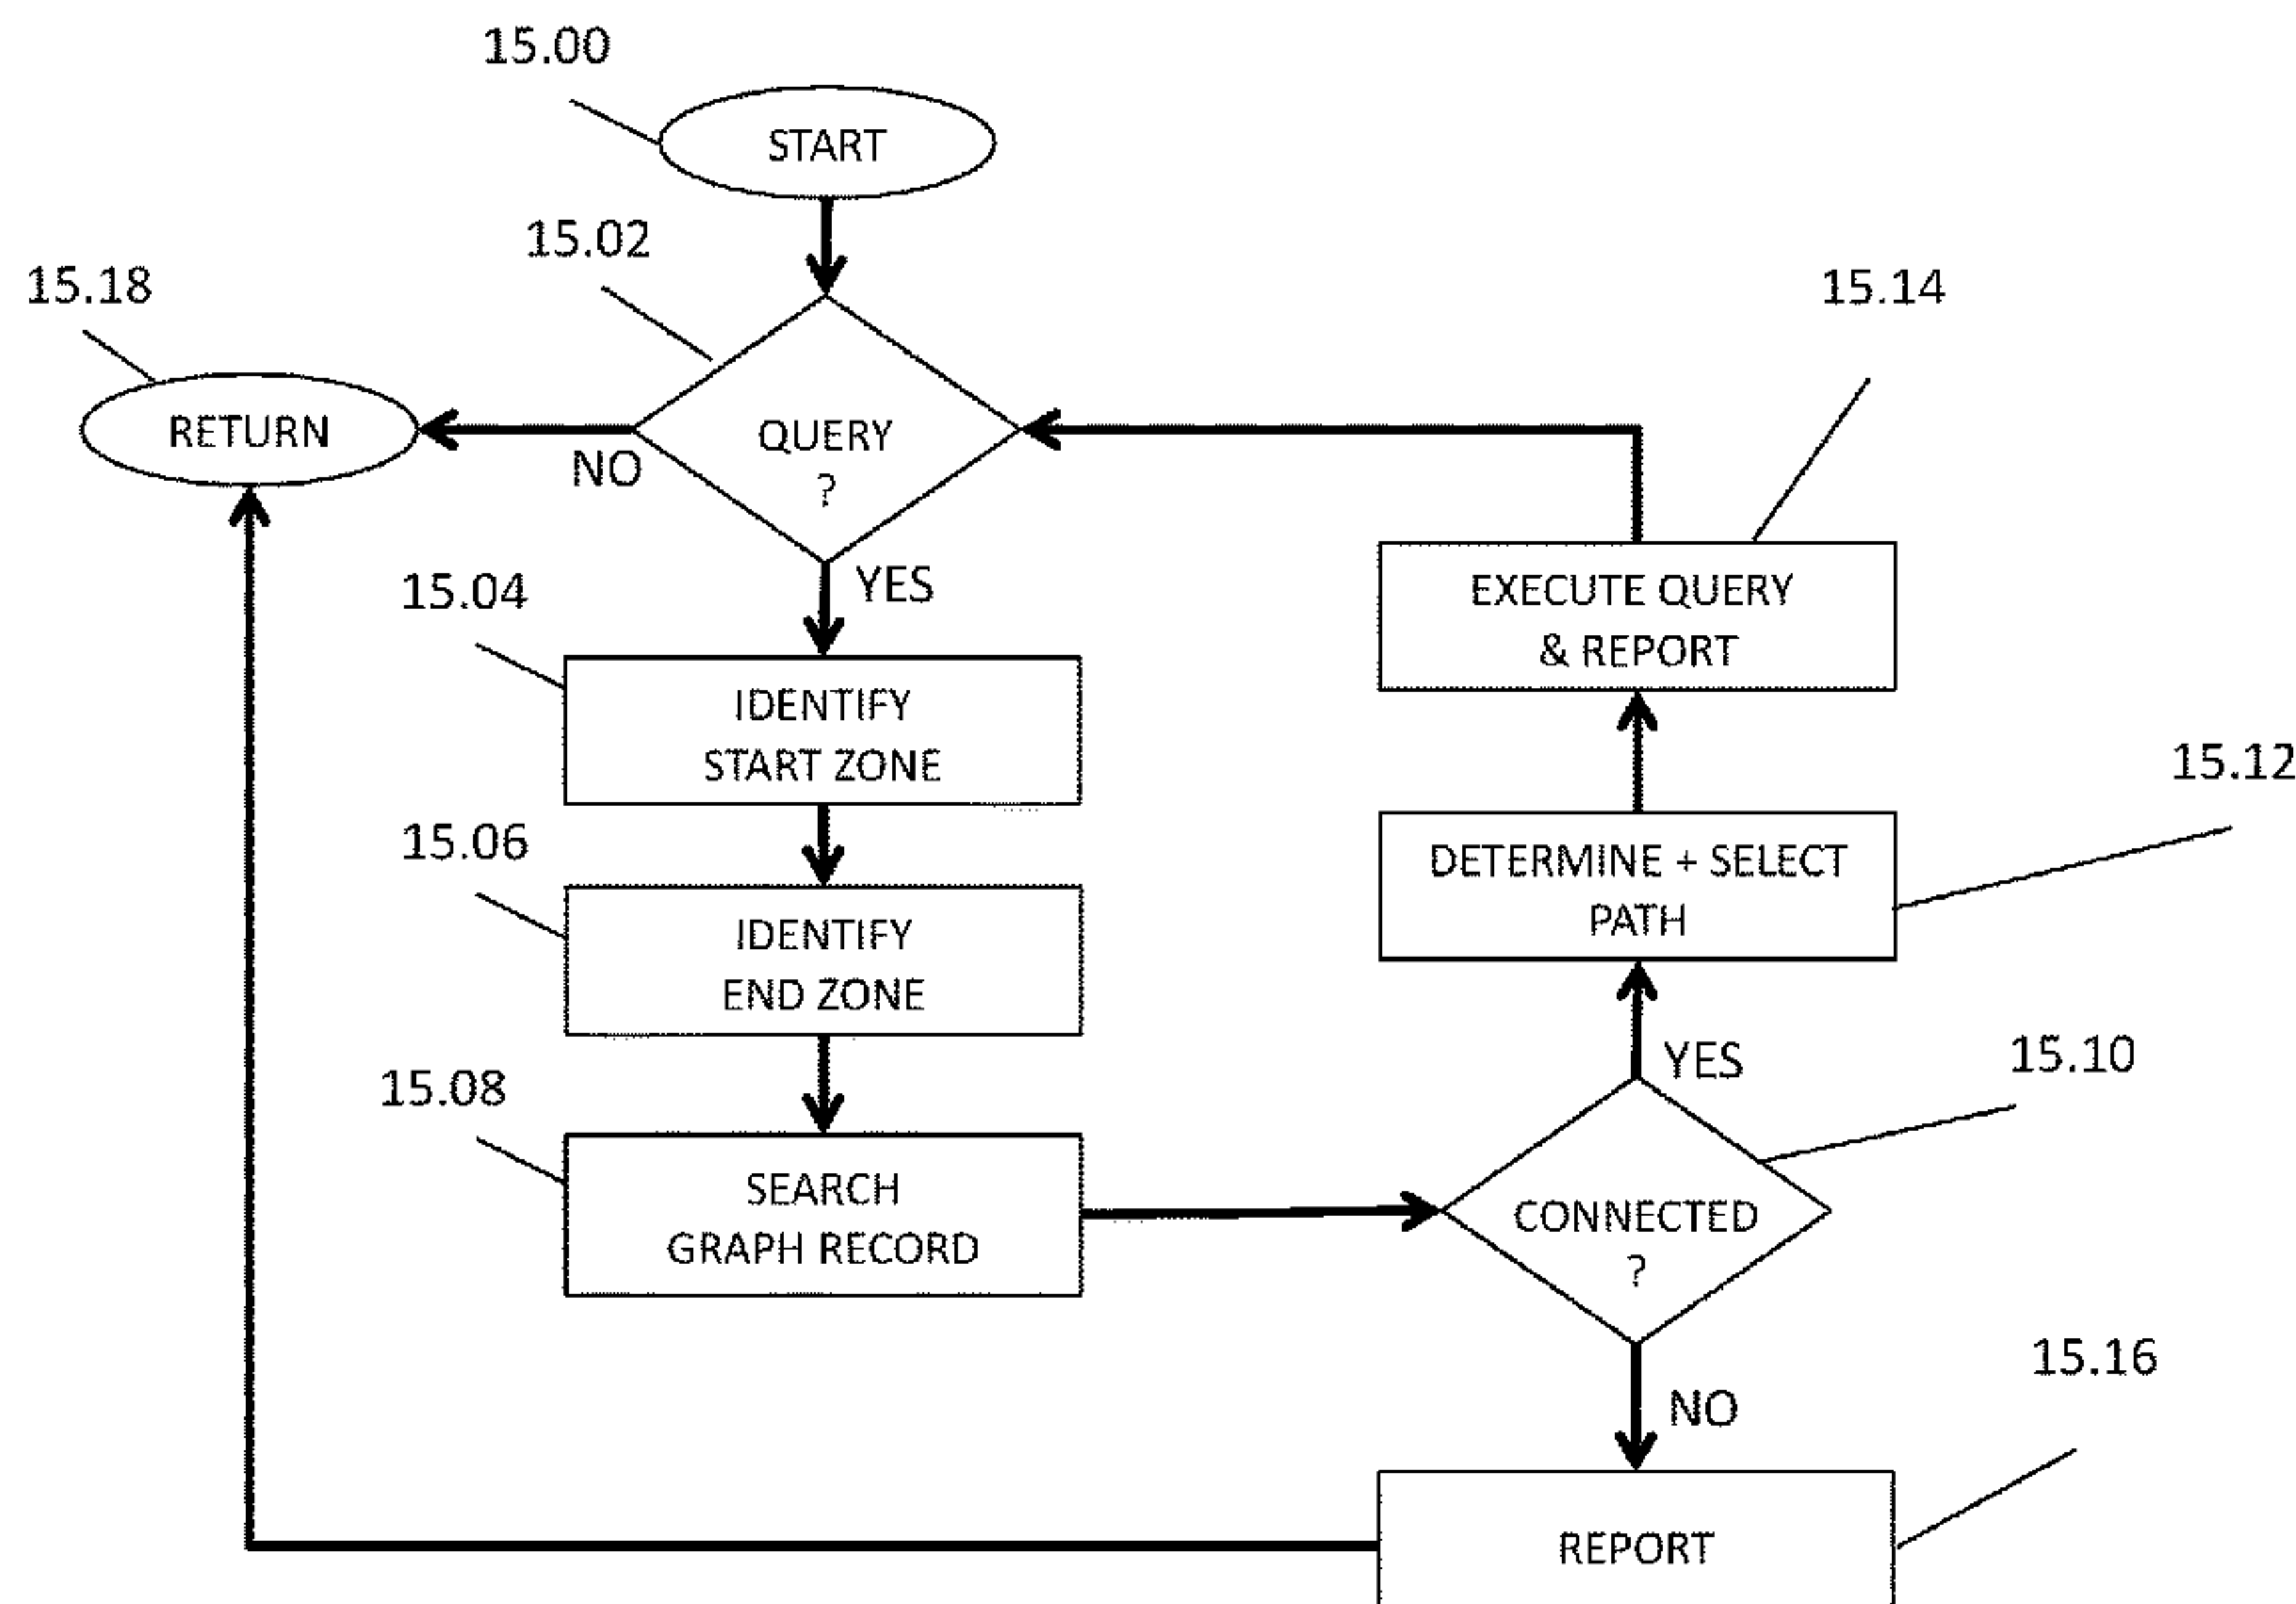 15.00
START
15.02
15.18
15.14
RETURN
NO
QUERY
?
YES
15.04
EXECUTE QUERY
& REPORT
IDENTIFY
START ZONE
15.12
15.06
DETERMINE + SELECT
PATH
IDENTIFY
END ZONE
15.08
YES
15.10
SEARCH
GRAPH RECORD
CONNECTED
?
15.16
NO
REPORT